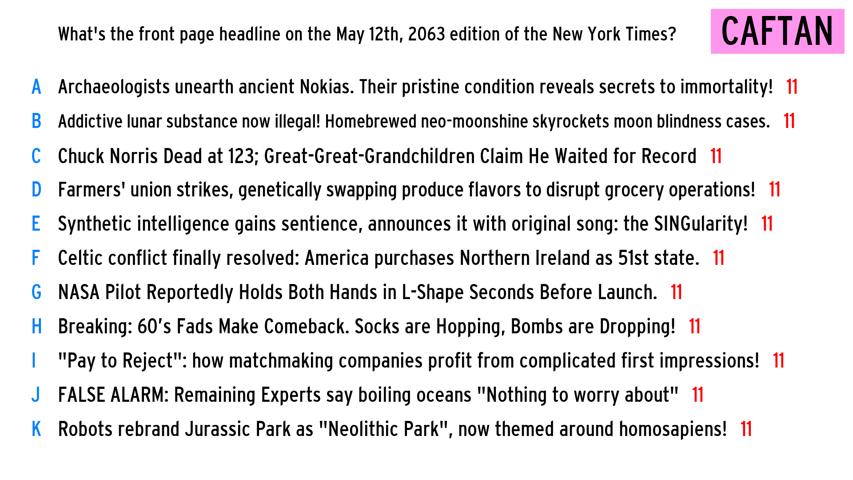 What's the front page headline on the May 12th, 2063 edition of the New York Times?
CAFTAN
A Archaeologists unearth ancient Nokias. Their pristine condition reveals secrets to immortality! 11
B Addictive lunar substance now illegal! Homebrewed neo-moonshine skyrockets moon blindness cases. 11
C Chuck Norris Dead at 123; Great-Great-Grandchildren Claim He Waited for Record 11
D Farmers' union strikes, genetically swapping produce flavors to disrupt grocery operations! 11
E Synthetic intelligence gains sentience, announces it with original song: the SINGularity! 11
F Celtic conflict finally resolved: America purchases Northern Ireland as 51st state. 11
G NASA Pilot Reportedly Holds Both Hands in L-Shape Seconds Before Launch. 11
H Breaking: 60’s Fads Make Comeback. Socks are Hopping, Bombs are Dropping! 11
I "Pay to Reject": how matchmaking companies profit from complicated first impressions! 11
J FALSE ALARM: Remaining Experts say boiling oceans "Nothing to worry about" 11
K Robots rebrand Jurassic Park as "Neolithic Park", now themed around homosapiens! 11